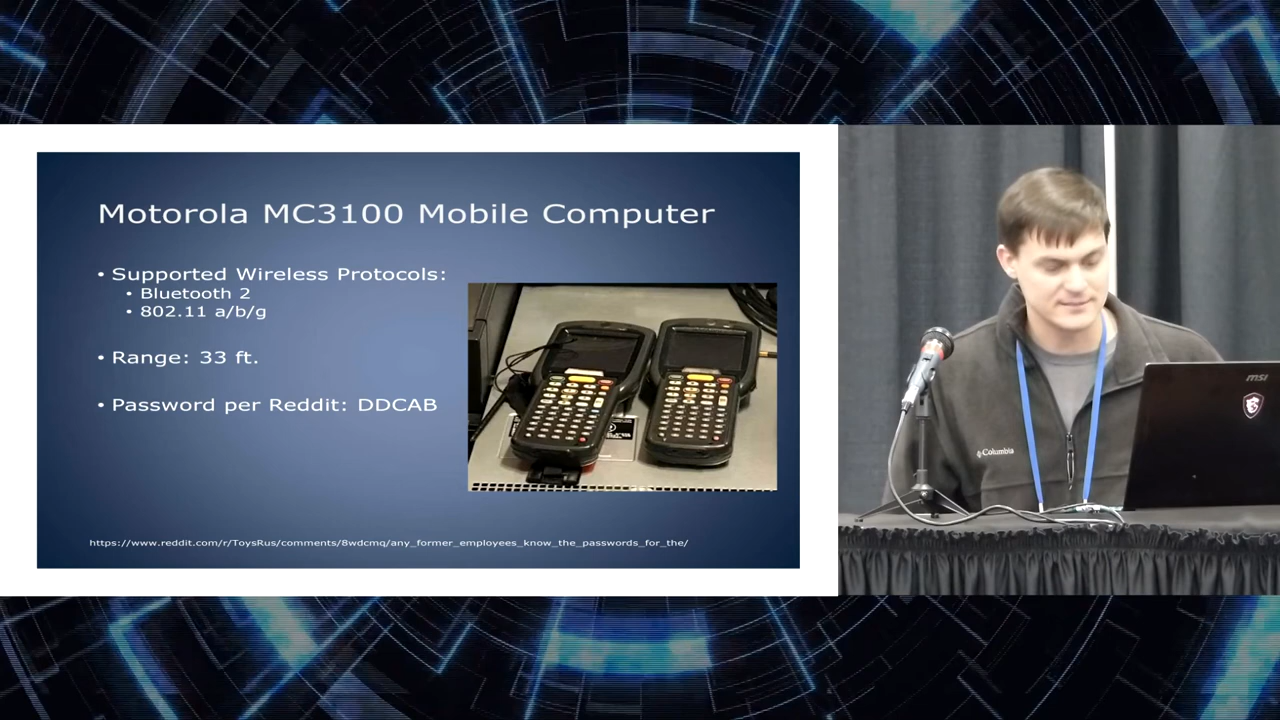 Motorola MC3100 Mobile Computer
• Supported Wireless Protocols:
• Bluetooth 2
• 802.11 a/b/g
• Range: 33 ft.
• Password per Reddit: DDCAB
https://www.reddit.com/r/ToysRus/comments/8wdcmq/any_former_employees_know_the_passwords_for_the/
Columbia
msi